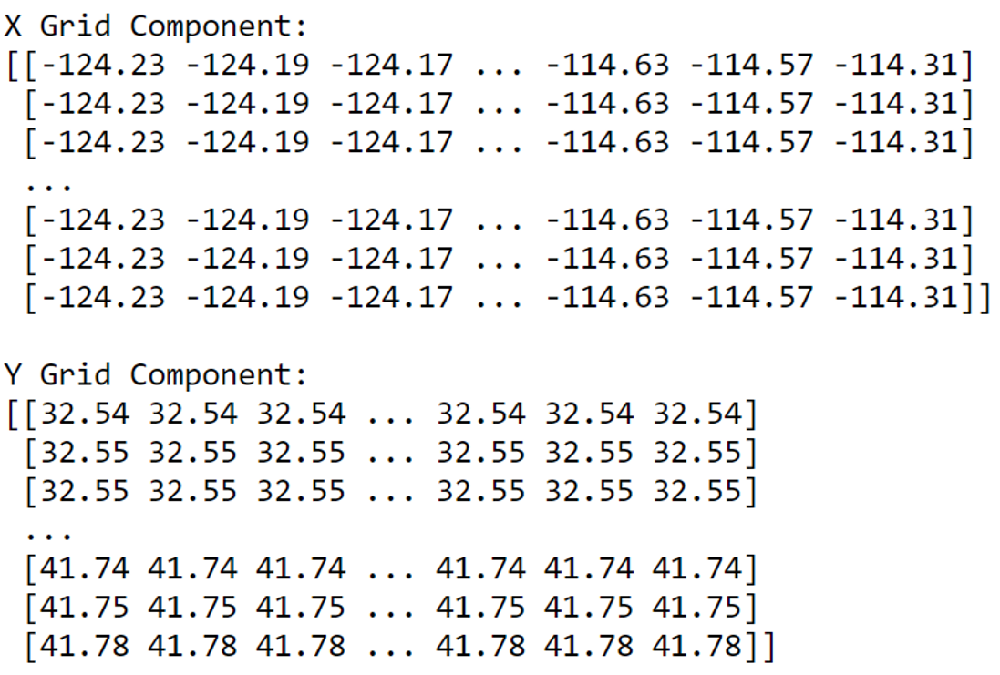 X Grid Component:
[[-124.23 -124.19 -124.17 ... -114.63 -114.57 -114.31]
 [-124.23 -124.19 -124.17 ... -114.63 -114.57 -114.31]
 [-124.23 -124.19 -124.17 ... -114.63 -114.57 -114.31]
 ...
 [-124.23 -124.19 -124.17 ... -114.63 -114.57 -114.31]
 [-124.23 -124.19 -124.17 ... -114.63 -114.57 -114.31]
 [-124.23 -124.19 -124.17 ... -114.63 -114.57 -114.31]]

Y Grid Component:
[[32.54 32.54 32.54 ... 32.54 32.54 32.54]
 [32.55 32.55 32.55 ... 32.55 32.55 32.55]
 [32.55 32.55 32.55 ... 32.55 32.55 32.55]
 ...
 [41.74 41.74 41.74 ... 41.74 41.74 41.74]
 [41.75 41.75 41.75 ... 41.75 41.75 41.75]
 [41.78 41.78 41.78 ... 41.78 41.78 41.78]]